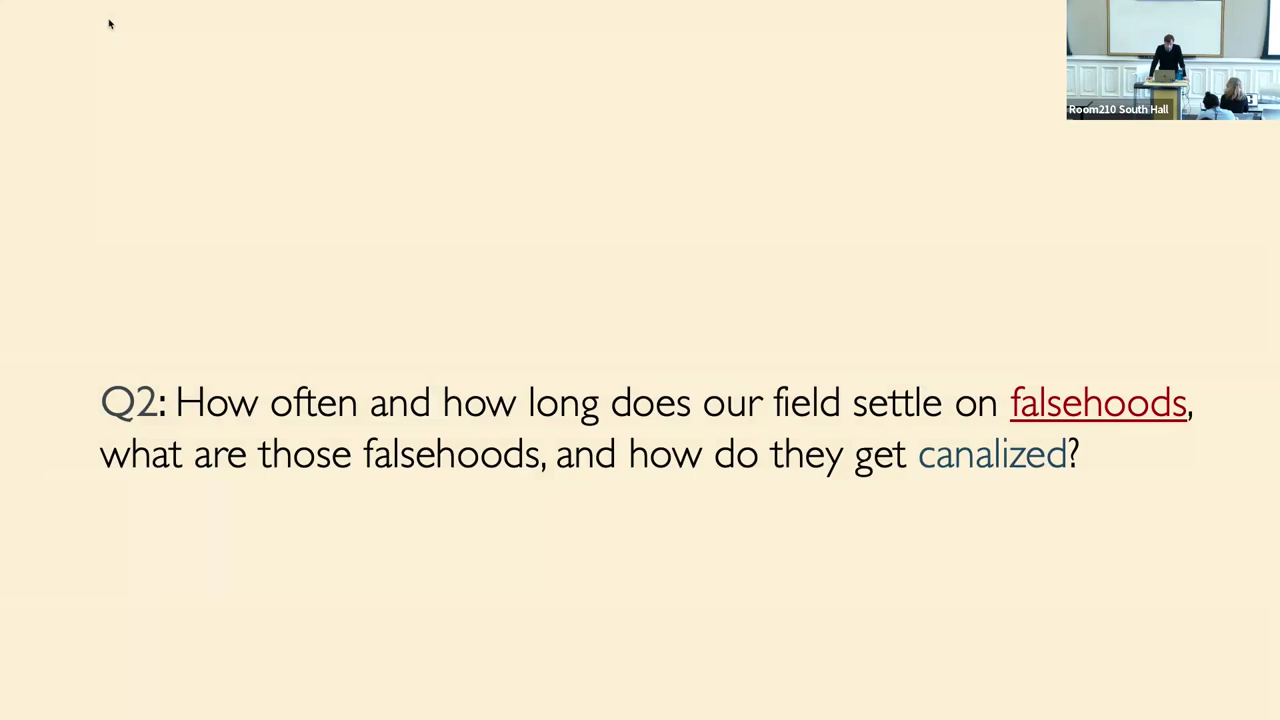 Room210 South Hall
Q2: How often and how long does our field settle on falsehoods,
what are those falsehoods, and how do they get canalized?